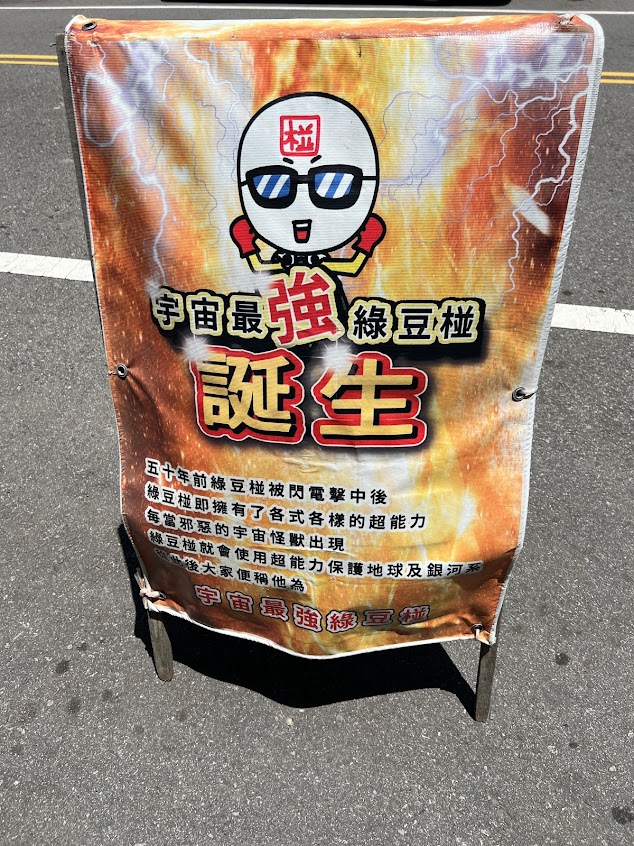 椪
宇宙最強綠豆椪
誕生
五十年前綠豆椪被閃電擊中後
綠豆椪即擁有了各式各樣的超能力
每當邪惡的宇宙怪獸出現
綠豆椪就會使用超能力保護地球及銀河系
後大家便稱他為
宇宙最強綠豆椪